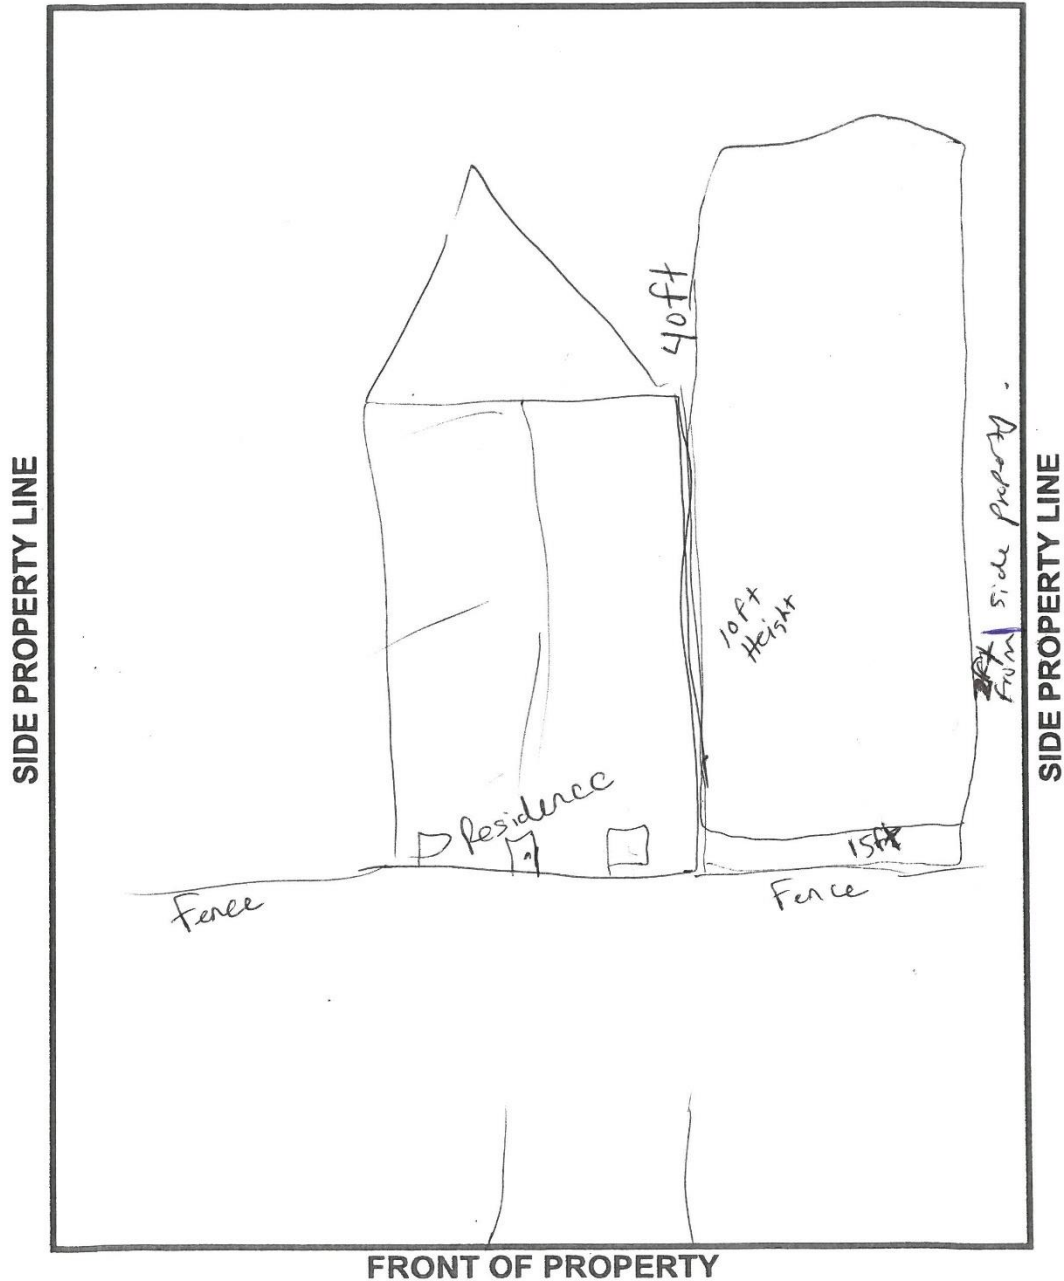 40ft
SIDE PROPERTY LINE
10ft
Height
2ft
From side property.
SIDE PROPERTY LINE
Residence
15ft
Fence
Fence
FRONT OF PROPERTY